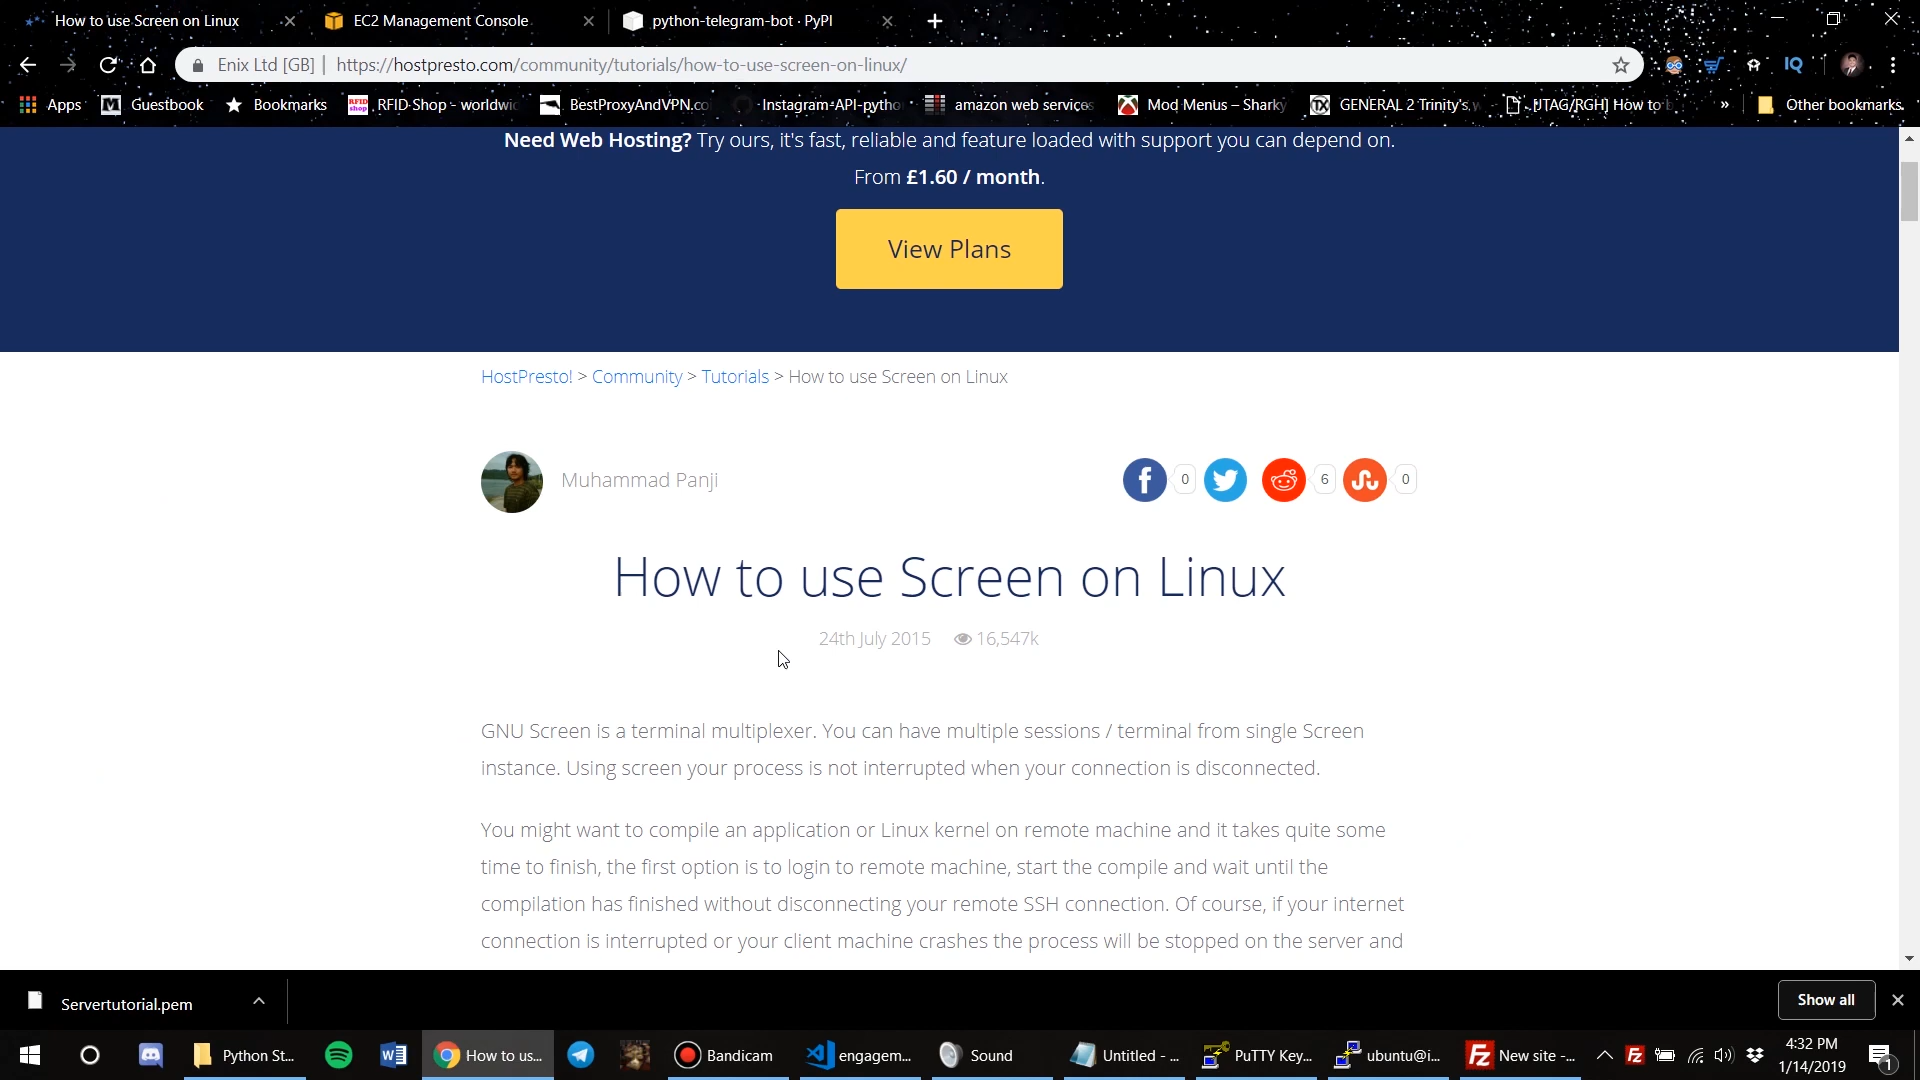 How to use Screen on Linux
EC2 Management Console
python-telegram-bot · PyPI
Enix Ltd [GB] | https://hostpresto.com/community/tutorials/how-to-use-screen-on-linux/
IQ
Apps
Guestbook
Bookmarks
RFID Shop - worldwi
BestProxyAndVPN.co
Instagram-API-pytho
amazon web services
Mod Menus – Sharky
GENERAL 2 Trinity's
[JTAG/RGH] How to
Other bookmarks
Need Web Hosting? Try ours, it's fast, reliable and feature loaded with support you can depend on.
From £1.60 / month.
View Plans
HostPresto! > Community > Tutorials > How to use Screen on Linux
Muhammad Panji
0
6
0
How to use Screen on Linux
24th July 2015 16,547k
GNU Screen is a terminal multiplexer. You can have multiple sessions / terminal from single Screen
instance. Using screen your process is not interrupted when your connection is disconnected.
You might want to compile an application or Linux kernel on remote machine and it takes quite some
time to finish, the first option is to login to remote machine, start the compile and wait until the
compilation has finished without disconnecting your remote SSH connection. Of course, if your internet
connection is interrupted or your client machine crashes the process will be stopped on the server and
Servertutorial.pem
Show all
Python St...
How to us...
Bandicam
engagem...
Sound
Untitled - ...
PuTTY Key...
ubuntu@i...
New site -...
4:32 PM
1/14/2019
1